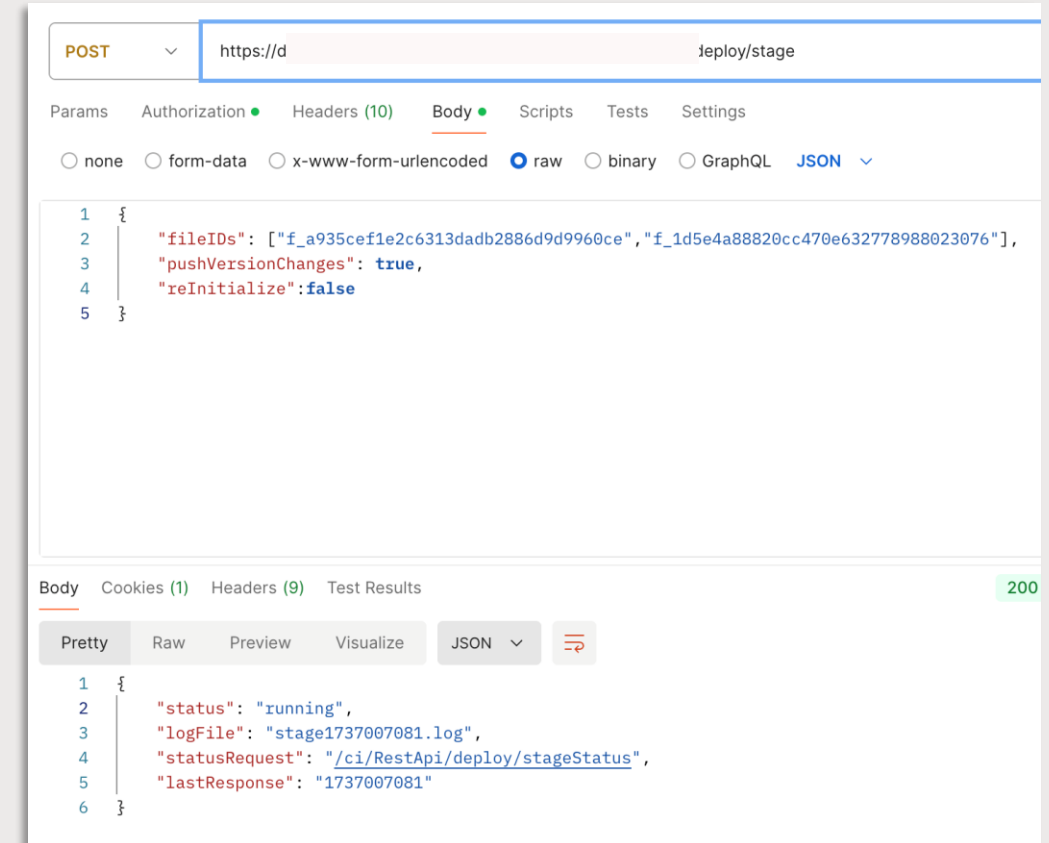 POST https://d deploy/stage
Params Authorization Headers (10) Body Scripts Tests Settings
none form-data x-www-form-urlencoded raw binary GraphQL JSON
1 {
2 "fileIDs": ["f_a935cef1e2c6313dadb2886d9d9960ce","f_1d5e4a88820cc470e632778988023076"],
3 "pushVersionChanges": true,
4 "reInitialize":false
5 }
Body Cookies (1) Headers (9) Test Results 200
Pretty Raw Preview Visualize JSON
1 {
2 "status": "running",
3 "logFile": "stage1737007081.log",
4 "statusRequest": "/ci/RestApi/deploy/stageStatus",
5 "lastResponse": "1737007081"
6 }